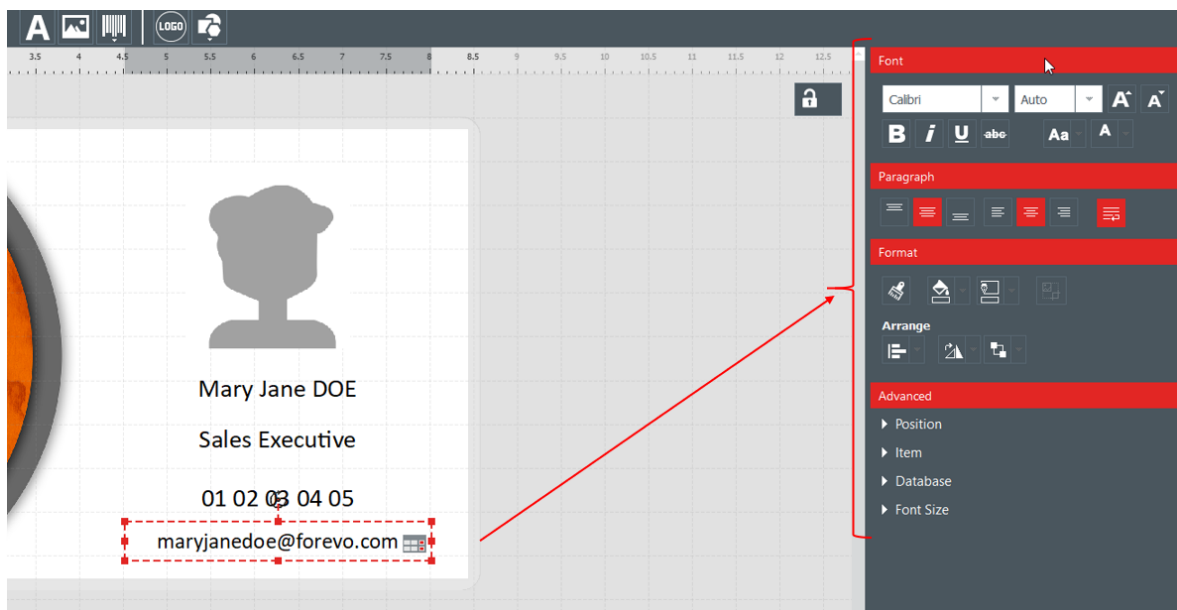 A LOGO
3.5 4 4.5 5 5.5 6 6.5 7 7.5 8 8.5 9 9.5 10 10.5 11 11.5 12 12.5
Font
Calibri Auto A A
B i U abc Aa A
Paragraph
Format
Arrange
Advanced
Position
Item
Database
Font Size
Mary Jane DOE
Sales Executive
01 02 03 04 05
maryjanedoe@forevo.com